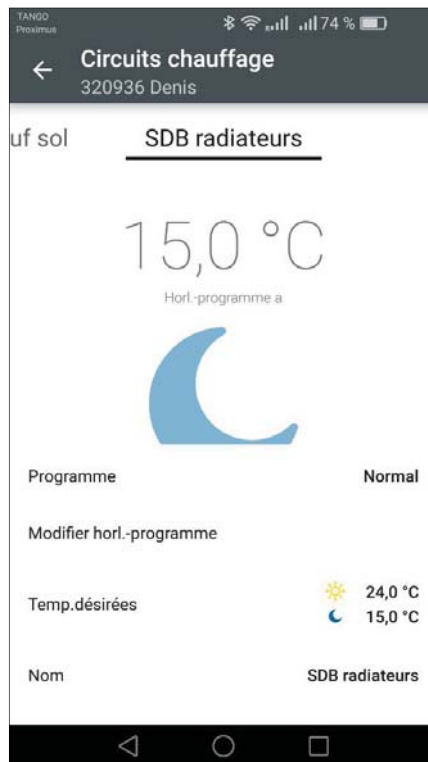 TANGO
Proximus
74 %
Circuits chauffage
320936 Denis
uf sol
SDB radiateurs
15,0 °C
Horl.-programme a
Programme
Normal
Modifier horl.-programme
Temp.désirées
24,0 °C
15,0 °C
Nom
SDB radiateurs